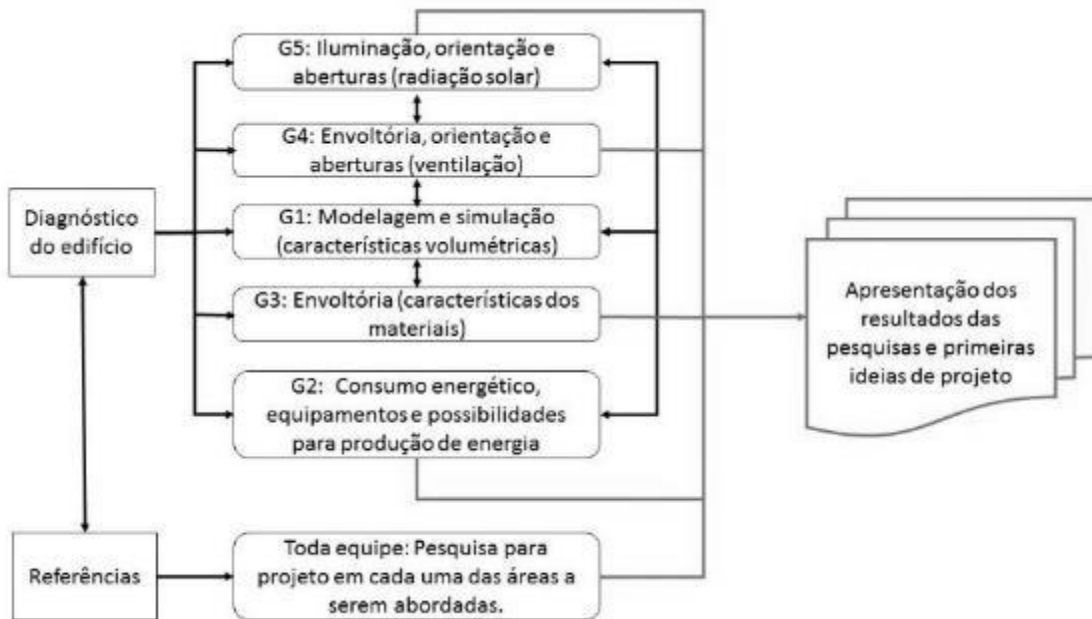 G5: Iluminação, orientação e
aberturas (radiação solar)
G4: Envoltória, orientação e
aberturas (ventilação)
Diagnóstico
do edifício
G1: Modelagem e simulação
(características volumétricas)
G3: Envoltória (características dos
materiais)
G2: Consumo energético,
equipamentos e possibilidades
para produção de energia
Apresentação dos
resultados das
pesquisas e primeiras
ideias de projeto
Referências
Toda equipe: Pesquisa para
projeto em cada uma das áreas a
serem abordadas.